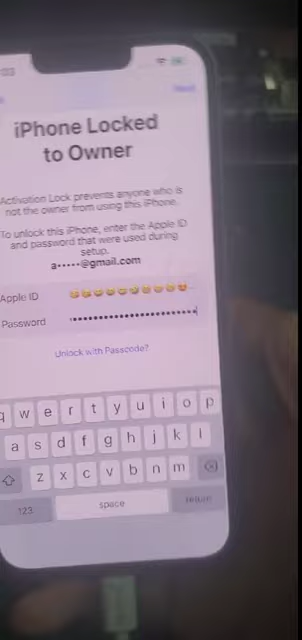 Next
iPhone Locked
to Owner
Activation Lock prevents anyone who is
not the owner from using this iPhone.
To unlock this iPhone, enter the Apple ID
and password that were used during
setup.
a•••••@gmail.com
Apple ID
Password
Unlock with Passcode?
q w e r t y u i o p
a s d f g h j k l
z x c v b n m
123 space return